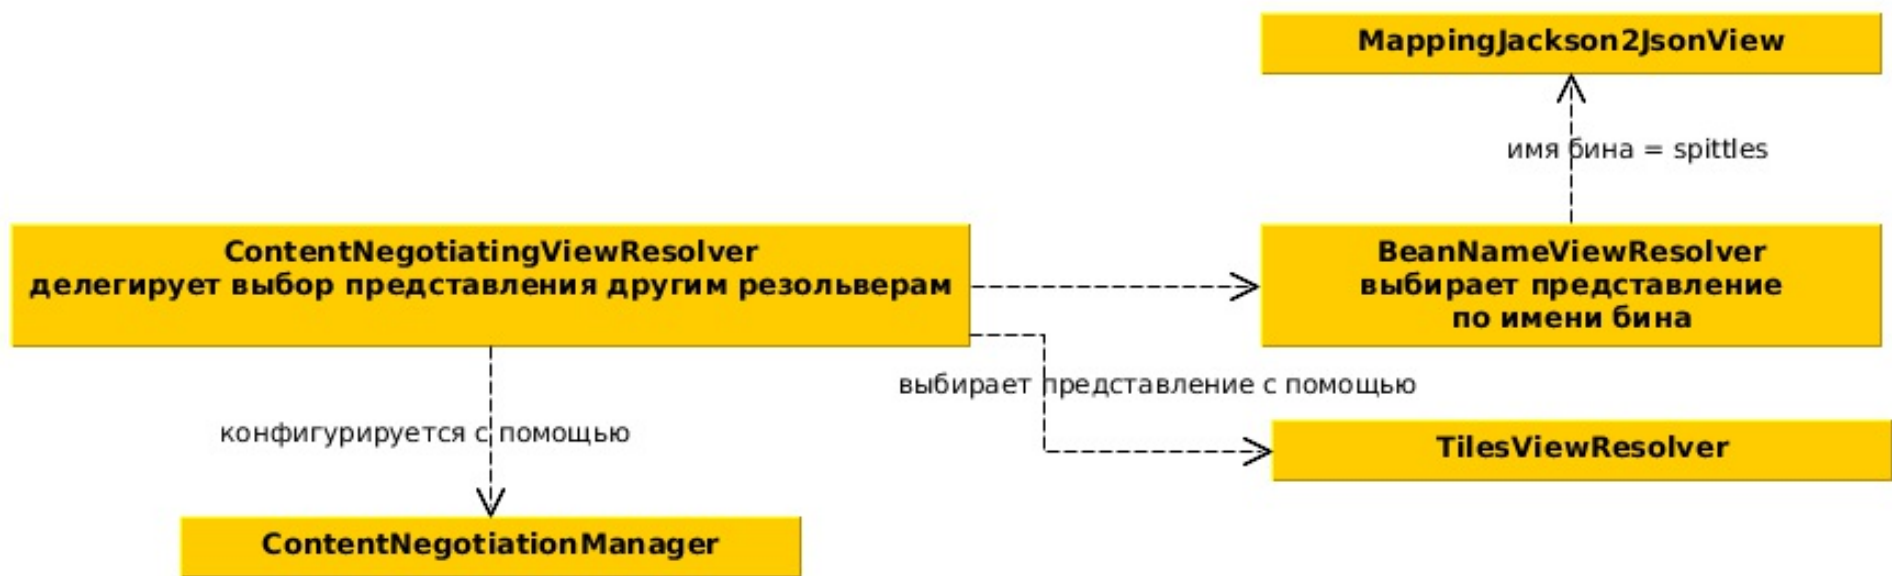 MappingJackson2JsonView
имя бина = spittles
ContentNegotiatingViewResolver
делегирует выбор представления другим резольверам
BeanNameViewResolver
выбирает представление
по имени бина
выбирает представление с помощью
конфигурируется с помощью
TilesViewResolver
ContentNegotiationManager